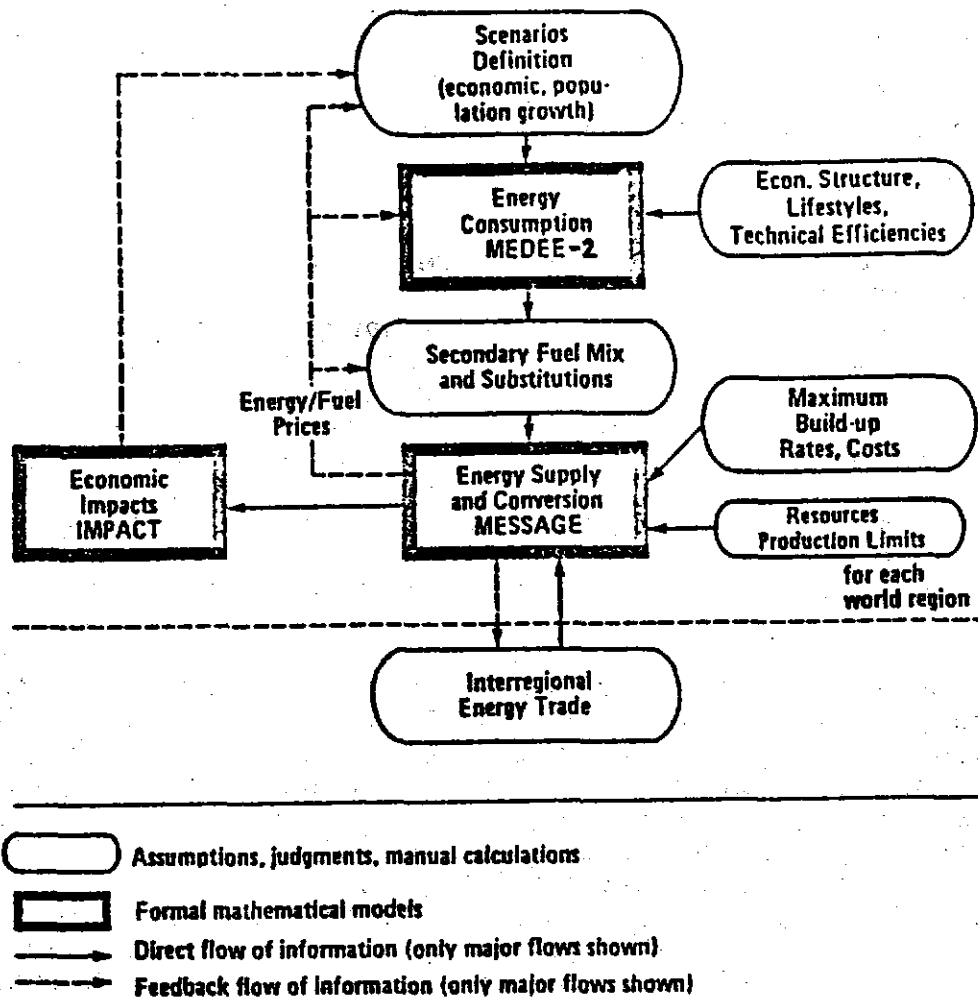 Scenarios
Definition
(economic, popu-
lation growth)
Energy
Consumption
MEDEE-2
Econ. Structure,
Lifestyles,
Technical Efficiencies
Secondary Fuel Mix
and Substitutions
Energy/Fuel
Prices
Maximum
Build-up
Rates, Costs
Economic
Impacts
IMPACT
Energy Supply
and Conversion
MESSAGE
Resources
Production Limits
for each
world region
Interregional
Energy Trade
Assumptions, judgments, manual calculations
Formal mathematical models
Direct flow of information (only major flows shown)
Feedback flow of information (only major flows shown)